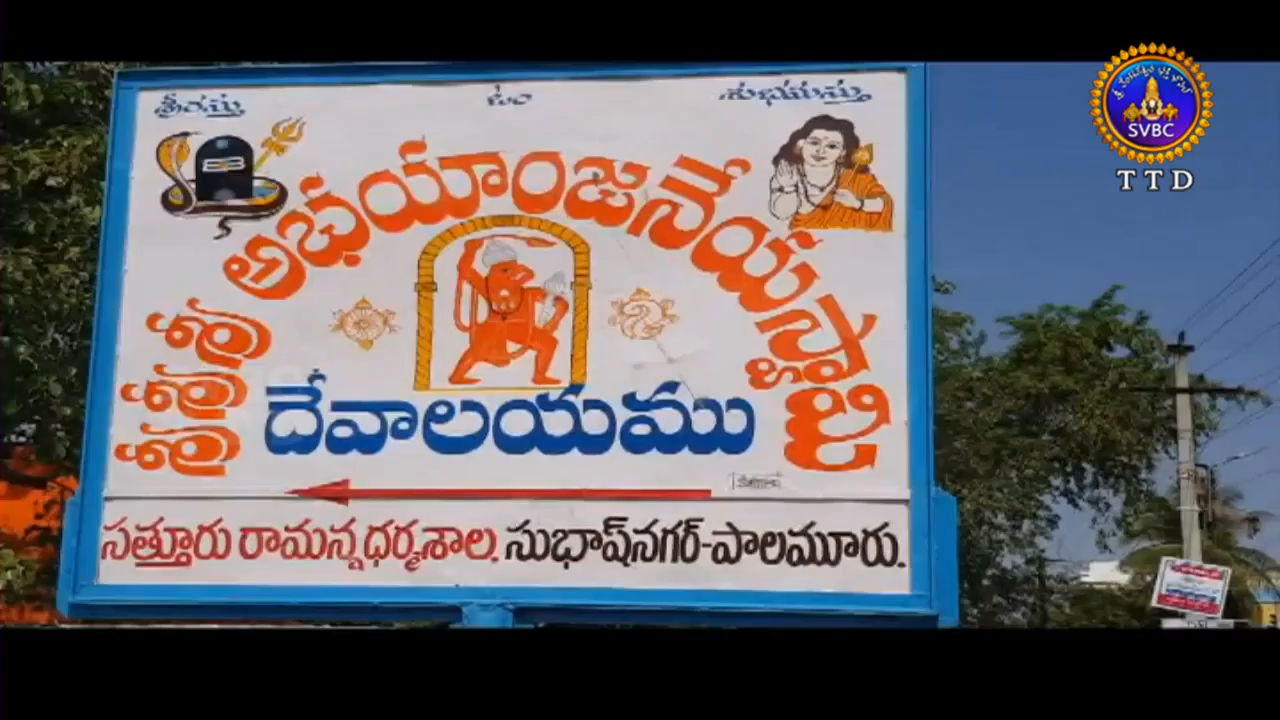 శ్రీరస్తు ఓం శుభమస్తు
శ్రీ శ్రీ శ్రీ అభయాంజనేయస్వామి
దేవాలయము
సత్తూరు రామన్న ధర్మశాల. సుభాష్‌నగర్-పాలమూరు.
SVBC
TTD